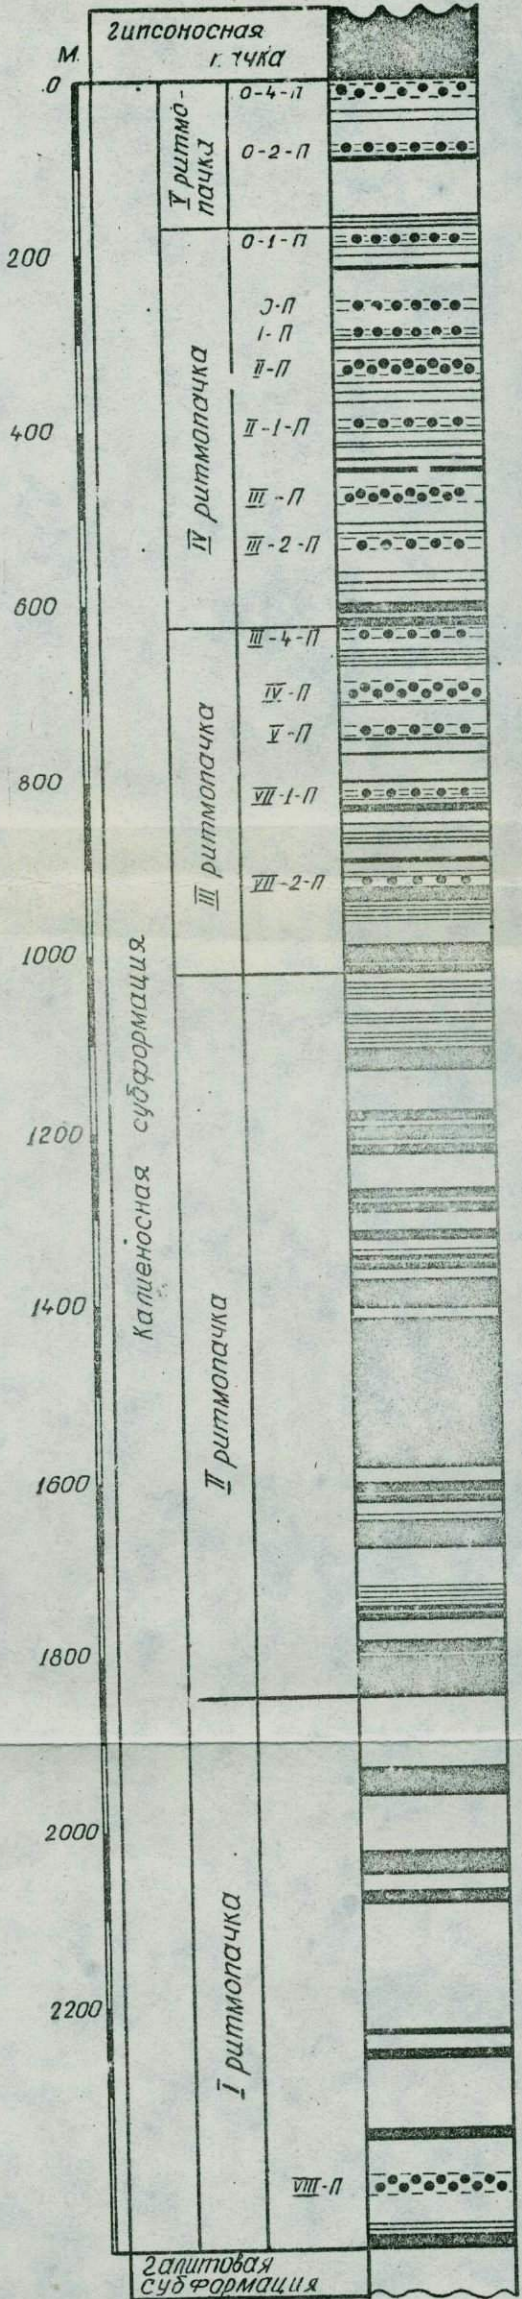 гипсоносная
пачка
М.
0
V ритмо-
пачка
0-4-П
0-2-П
0-1-П
200
0-П
I-П
II-П
II-1-П
400
IV ритмопачка
III-П
III-2-П
600
III-4-П
IV-П
V-П
800
VII-1-П
III ритмопачка
VII-2-П
1000
Калиеносная субформация
1200
1400
II ритмопачка
1600
1800
2000
I ритмопачка
2200
VIII-П
галитовая
субформация